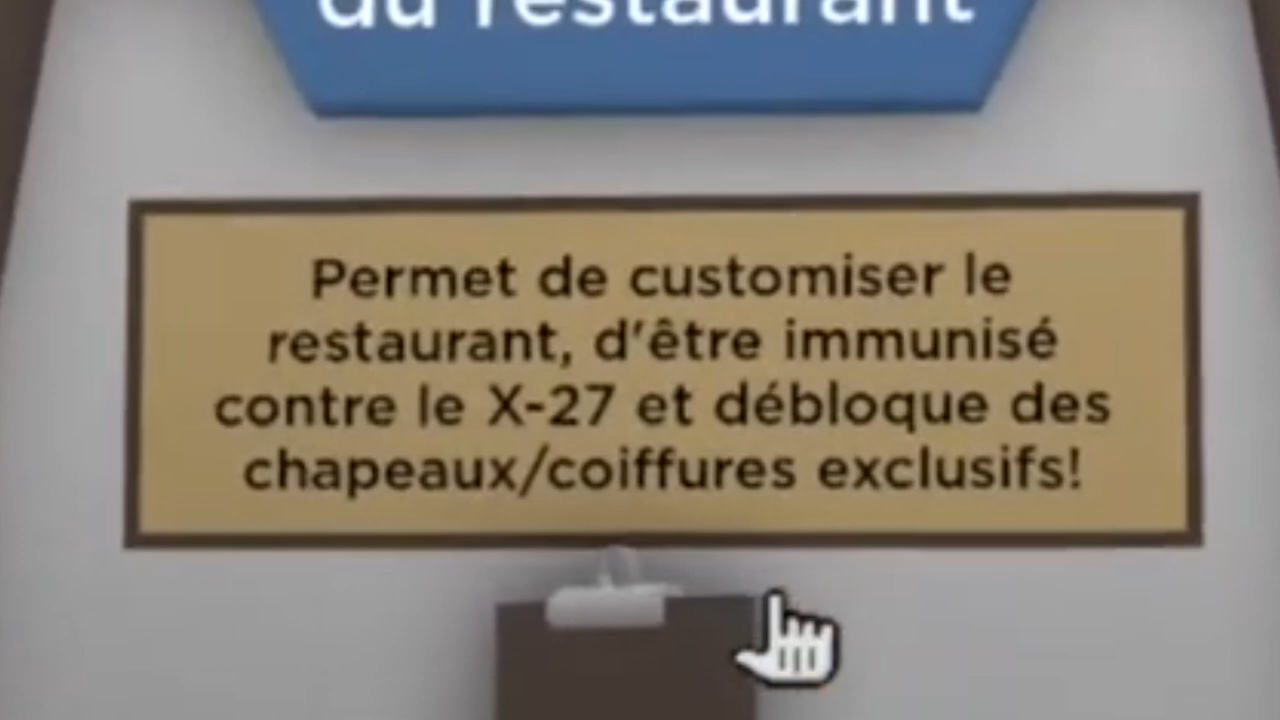 du restaurant
Permet de customiser le
restaurant, d'être immunisé
contre le X-27 et débloque des
chapeaux/coiffures exclusifs!